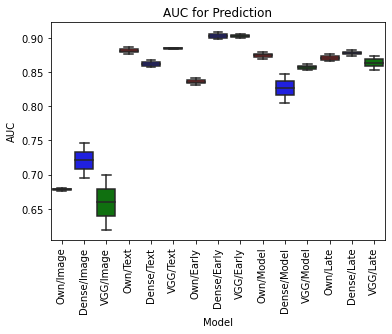 AUC for Prediction
AUC
0.90
0.85
0.80
0.75
0.70
0.65
Own/Image
Dense/Image
VGG/Image
Own/Text
Dense/Text
VGG/Text
Own/Early
Dense/Early
VGG/Early
Own/Model
Dense/Model
VGG/Model
Own/Late
Dense/Late
VGG/Late
Model